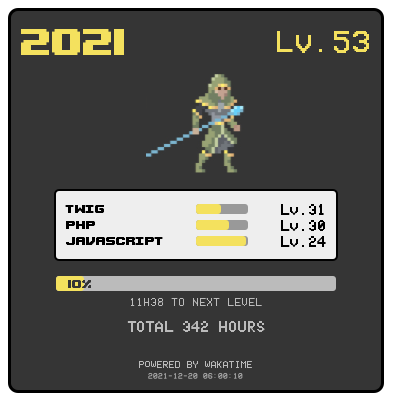 2021 Lv.53
TWIG Lv.31
PHP Lv.30
JAVASCRIPT Lv.24
10%
11H38 TO NEXT LEVEL
TOTAL 342 HOURS
POWERED BY WAKATIME
2021-12-20 06:00:10